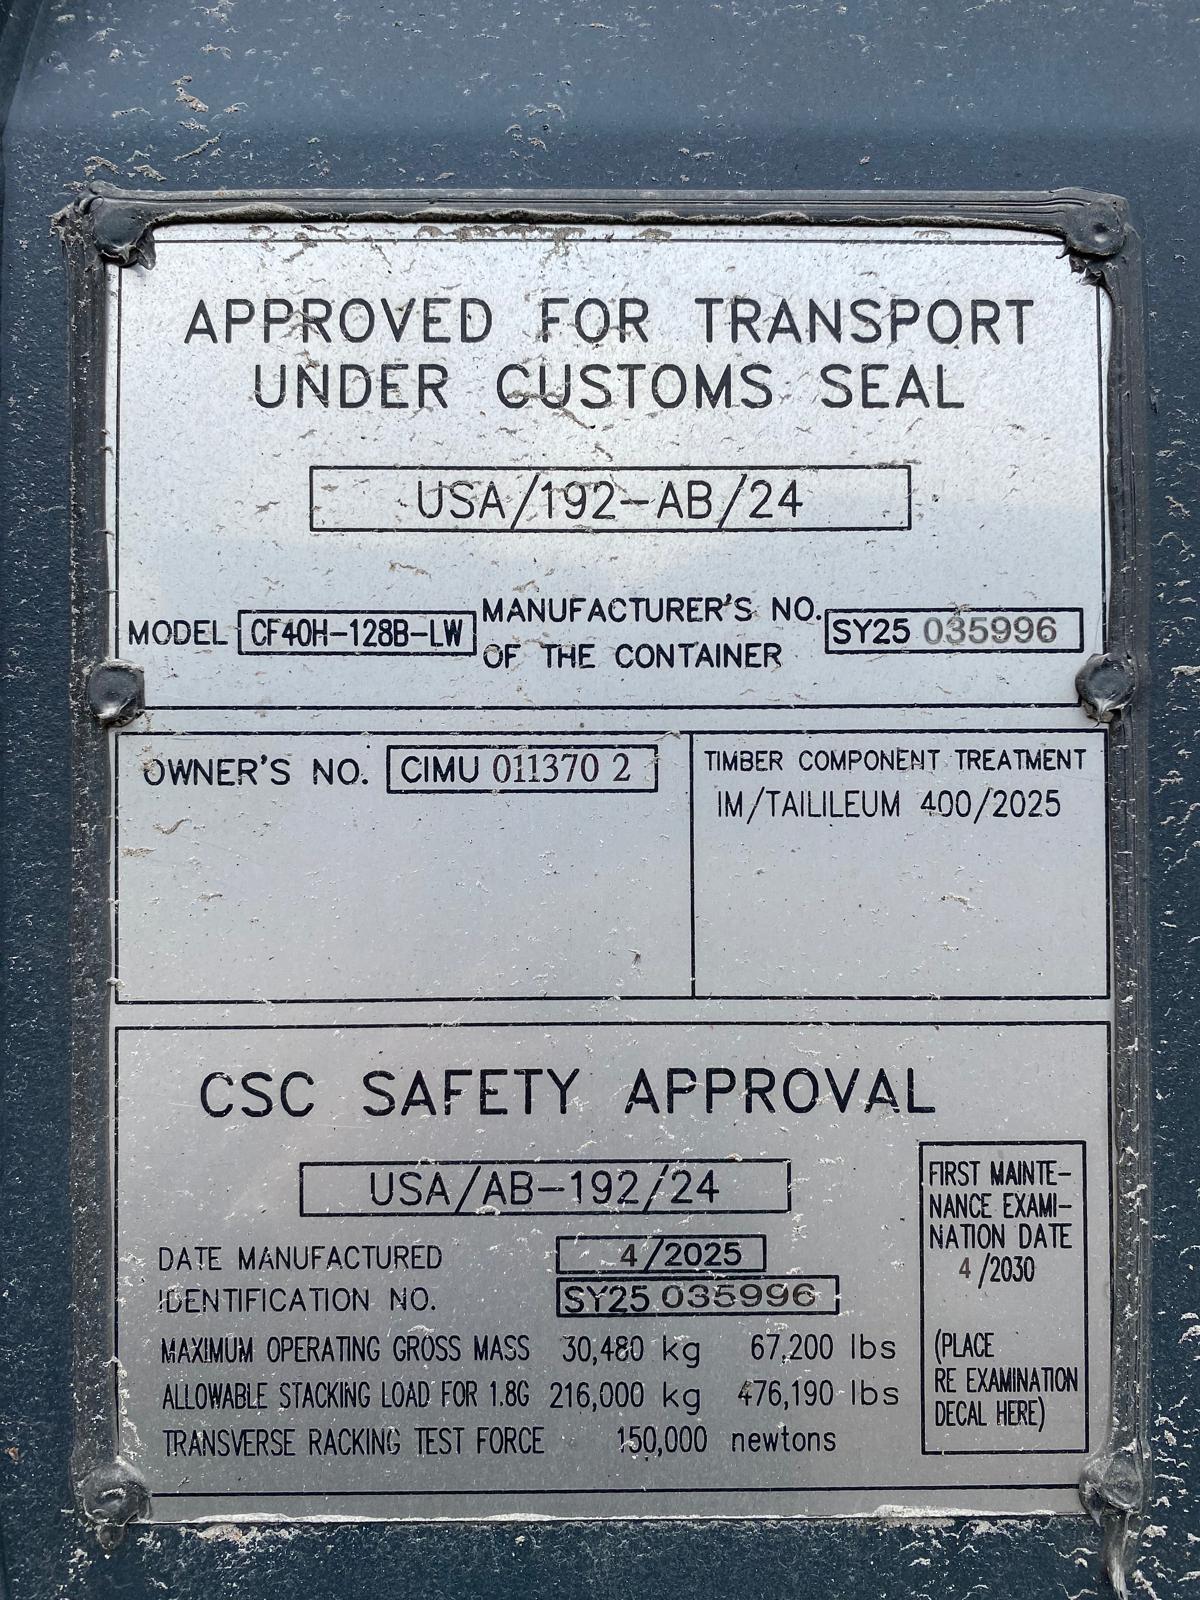 APPROVED FOR TRANSPORT
UNDER CUSTOMS SEAL
USA/192-AB/24
MODEL CF40H-128B-LW MANUFACTURER'S NO. OF THE CONTAINER SY25 035996
OWNER'S NO. CIMU 011370 2
TIMBER COMPONENT TREATMENT
IM/TAILILEUM 400/2025
CSC SAFETY APPROVAL
USA/AB-192/24
DATE MANUFACTURED 4/2025
IDENTIFICATION NO. SY25 035996
MAXIMUM OPERATING GROSS MASS 30,480 kg 67,200 lbs
ALLOWABLE STACKING LOAD FOR 1.8G 216,000 kg 476,190 lbs
TRANSVERSE RACKING TEST FORCE 150,000 newtons
FIRST MAINTE-
NANCE EXAMI-
NATION DATE
4/2030
(PLACE
RE EXAMINATION
DECAL HERE)